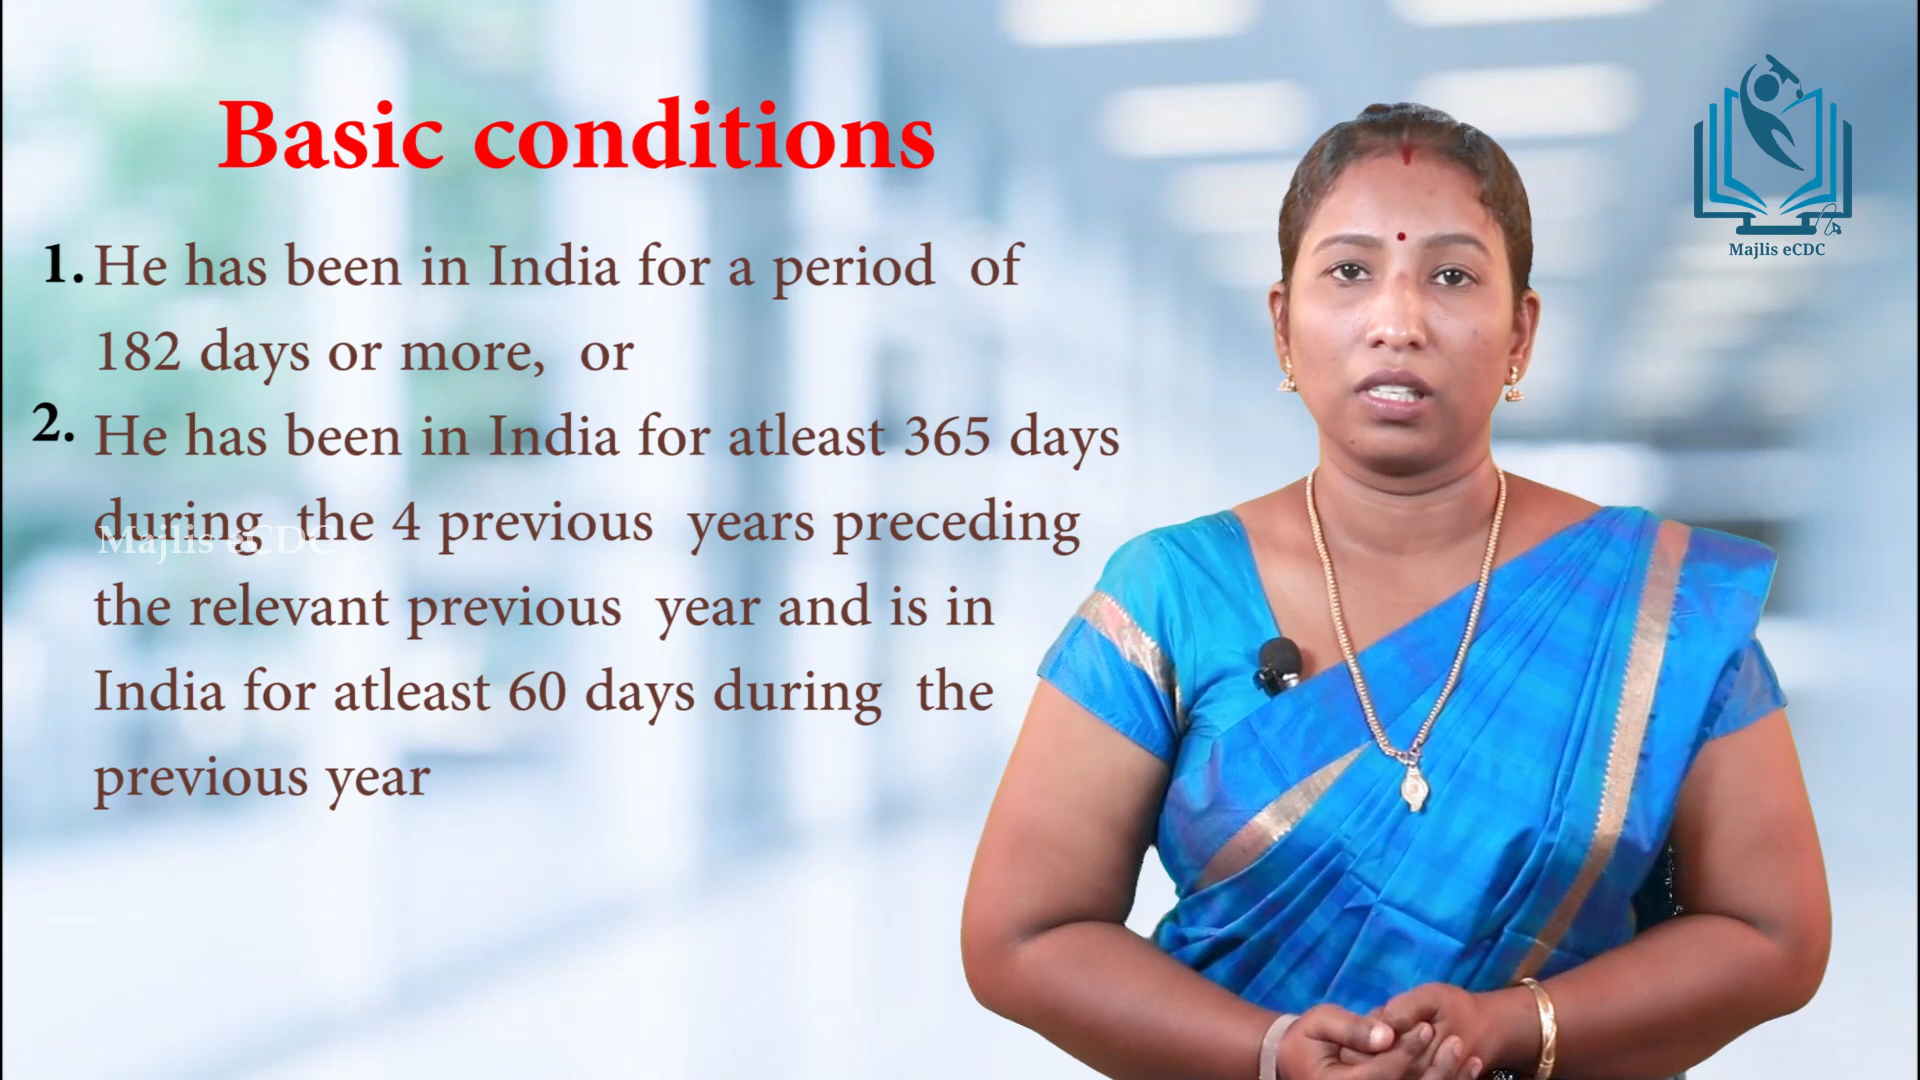 Basic conditions
1. He has been in India for a period of
182 days or more, or
2. He has been in India for atleast 365 days
during the 4 previous years preceding
the relevant previous year and is in
India for atleast 60 days during the
previous year
Majlis eCDC
Majlis eCDC